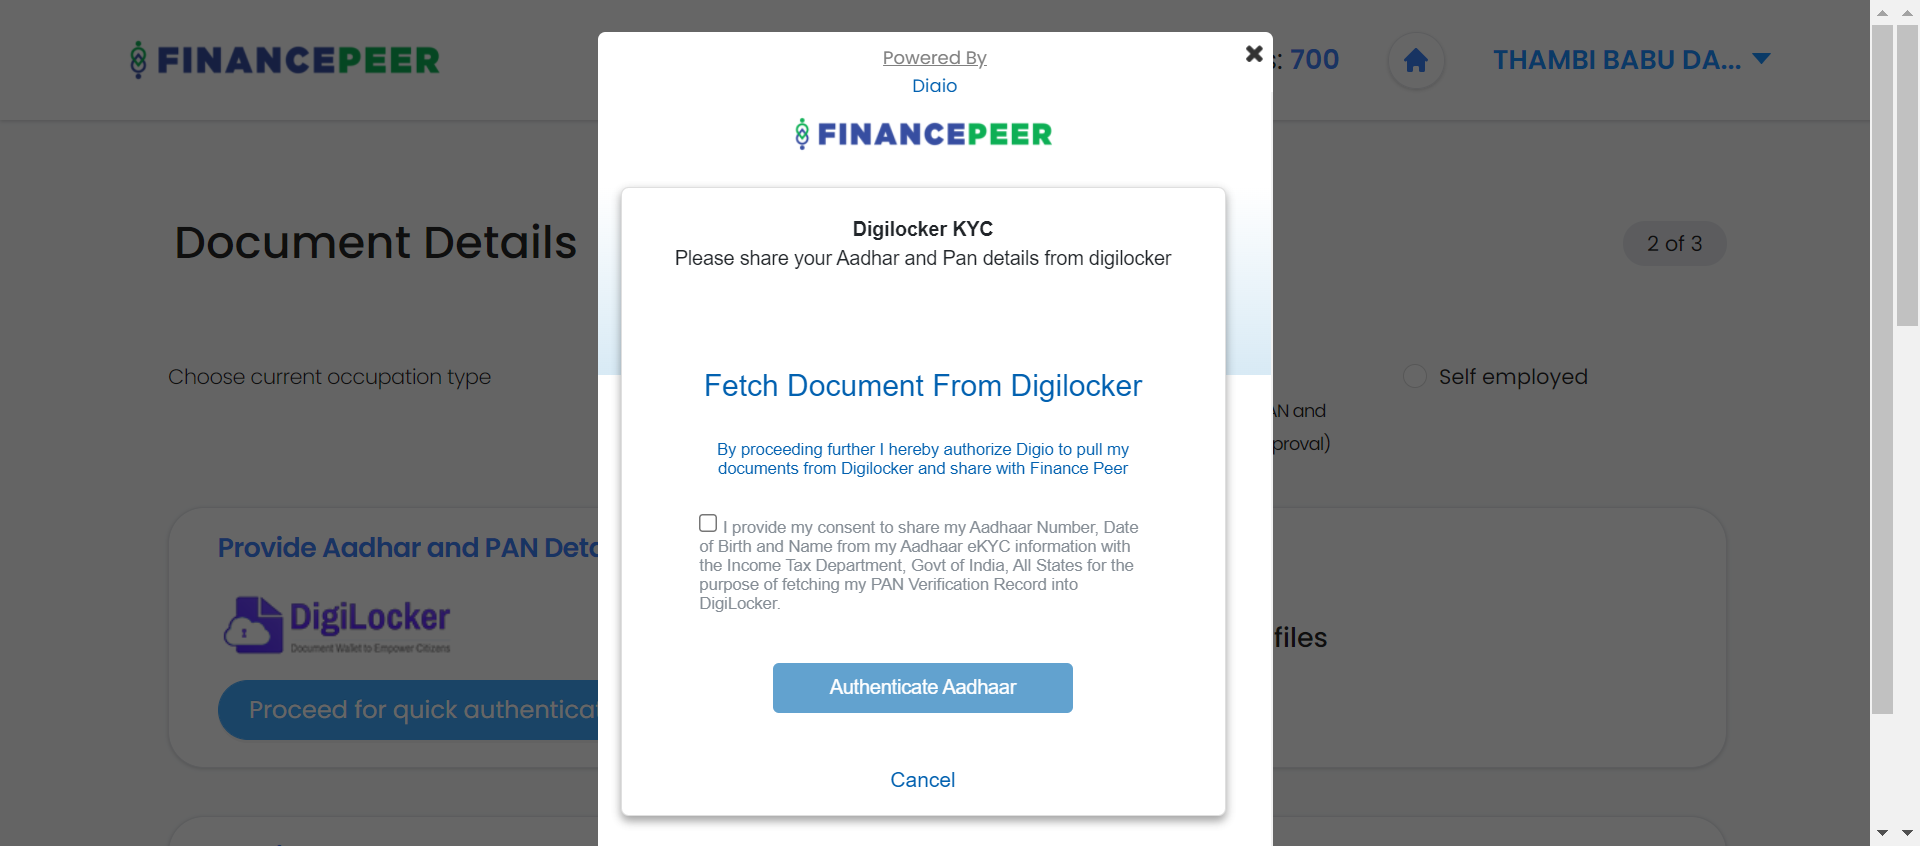 FINANCEPEER
: 700
THAMBI BABU DA...
Powered By
Digio
FINANCEPEER
Document Details
2 of 3
Digilocker KYC
Please share your Aadhar and Pan details from digilocker
Choose current occupation type
Self employed
AN and
proval)
Fetch Document From Digilocker
By proceeding further I hereby authorize Digio to pull my
documents from Digilocker and share with Finance Peer
I provide my consent to share my Aadhaar Number, Date
of Birth and Name from my Aadhaar eKYC information with
the Income Tax Department, Govt of India, All States for the
purpose of fetching my PAN Verification Record into
DigiLocker.
Provide Aadhar and PAN Deta
DigiLocker
Document Wallet to Empower Citizens
Proceed for quick authenticat
files
Authenticate Aadhaar
Cancel